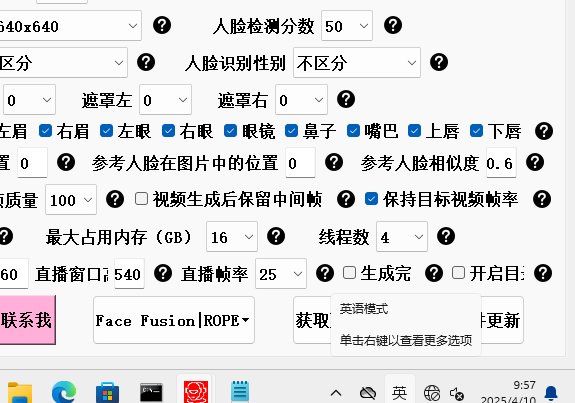 640x640 人脸检测分数 50
区分 人脸识别性别 不区分
0 遮罩左 0 遮罩右 0
左眉 右眉 左眼 右眼 眼镜 鼻子 嘴巴 上唇 下唇
置 0 参考人脸在图片中的位置 0 参考人脸相似度 0.6
质量 100 视频生成后保留中间帧 保持目标视频帧率
最大占用内存（GB） 16 线程数 4
60 直播窗口高 540 直播帧率 25 生成完 开启目录
联系我 Face Fusion|ROPE 获取 更新
英语模式
单击右键以查看更多选项
英 9:57
2025/4/10